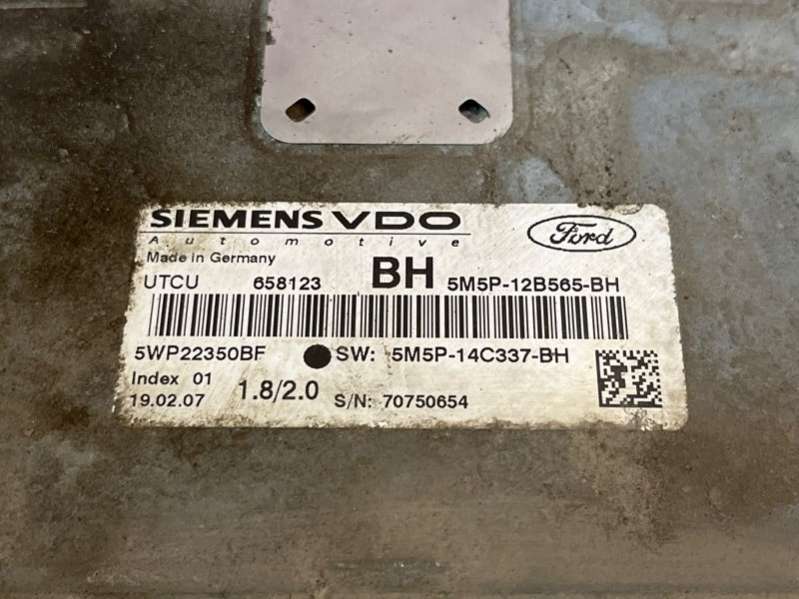 SIEMENS VDO
Automotive
Ford
Made in Germany
UTCU 658123 BH 5M5P-12B565-BH
5WP22350BF SW: 5M5P-14C337-BH
Index 01
19.02.07 1.8/2.0 S/N: 70750654